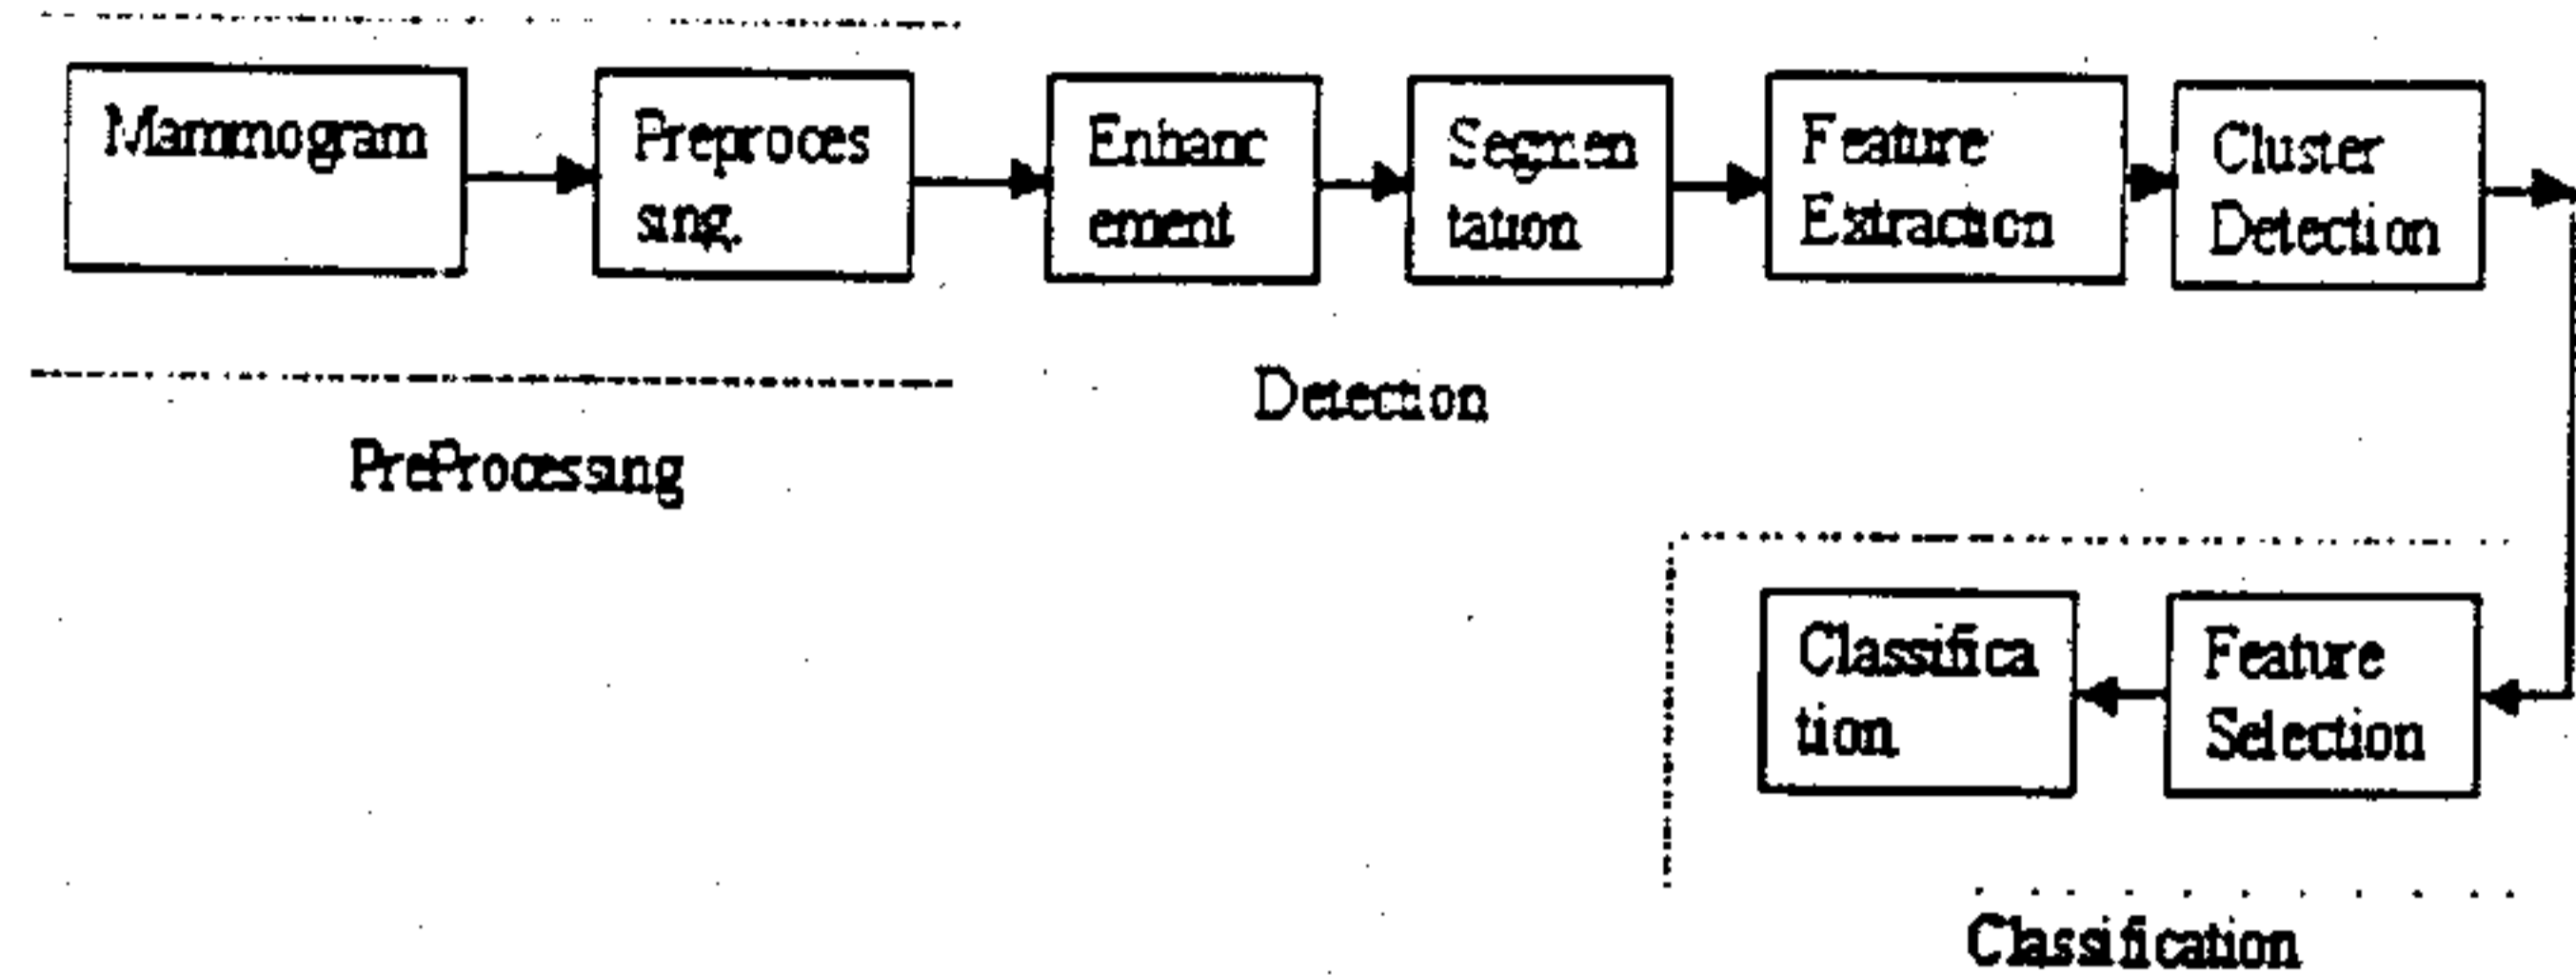 Mammogram
Preproces
sing.
Enhanc
ement
Segmen
tation
Feature
Extraction
Cluster
Detection
Detection
PreProcessing
Classifica
tion
Feature
Selection
Classification